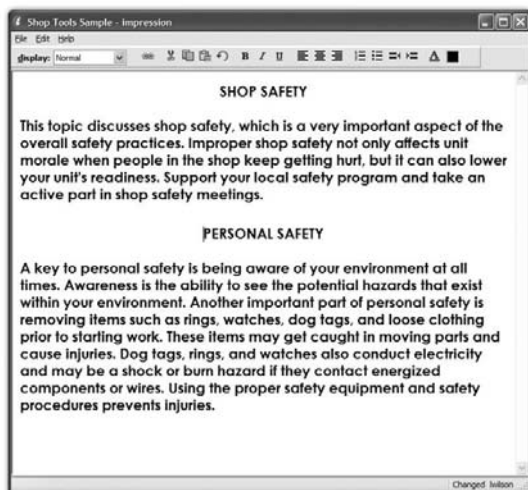 Shop Tools Sample - impression
File Edit Help
display: Normal
B I U
A
SHOP SAFETY
This topic discusses shop safety, which is a very important aspect of the
overall safety practices. Improper shop safety not only affects unit
morale when people in the shop keep getting hurt, but it can also lower
your unit's readiness. Support your local safety program and take an
active part in shop safety meetings.
PERSONAL SAFETY
A key to personal safety is being aware of your environment at all
times. Awareness is the ability to see the potential hazards that exist
within your environment. Another important part of personal safety is
removing items such as rings, watches, dog tags, and loose clothing
prior to starting work. These items may get caught in moving parts and
cause injuries. Dog tags, rings, and watches also conduct electricity
and may be a shock or burn hazard if they contact energized
components or wires. Using the proper safety equipment and safety
procedures prevents injuries.
Changed lwilson